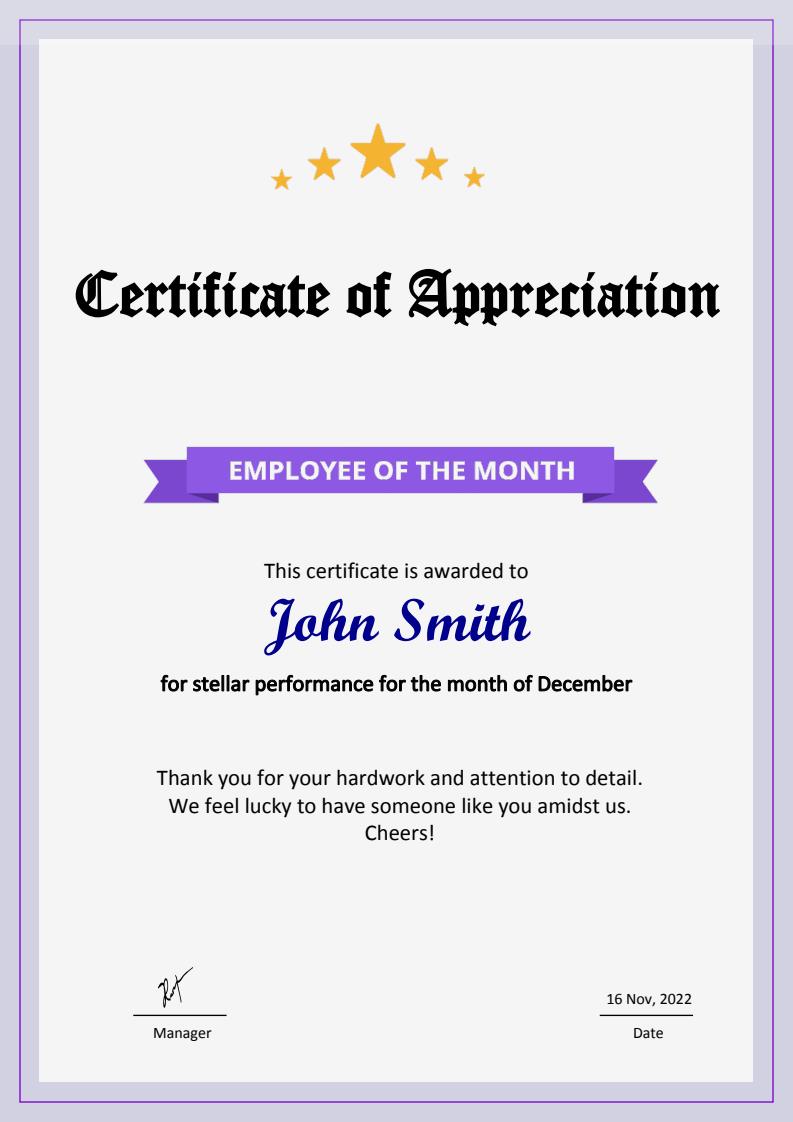 Certificate of Appreciation
EMPLOYEE OF THE MONTH
This certificate is awarded to
John Smith
for stellar performance for the month of December
Thank you for your hardwork and attention to detail.
We feel lucky to have someone like you amidst us.
Cheers!
16 Nov, 2022
Manager
Date